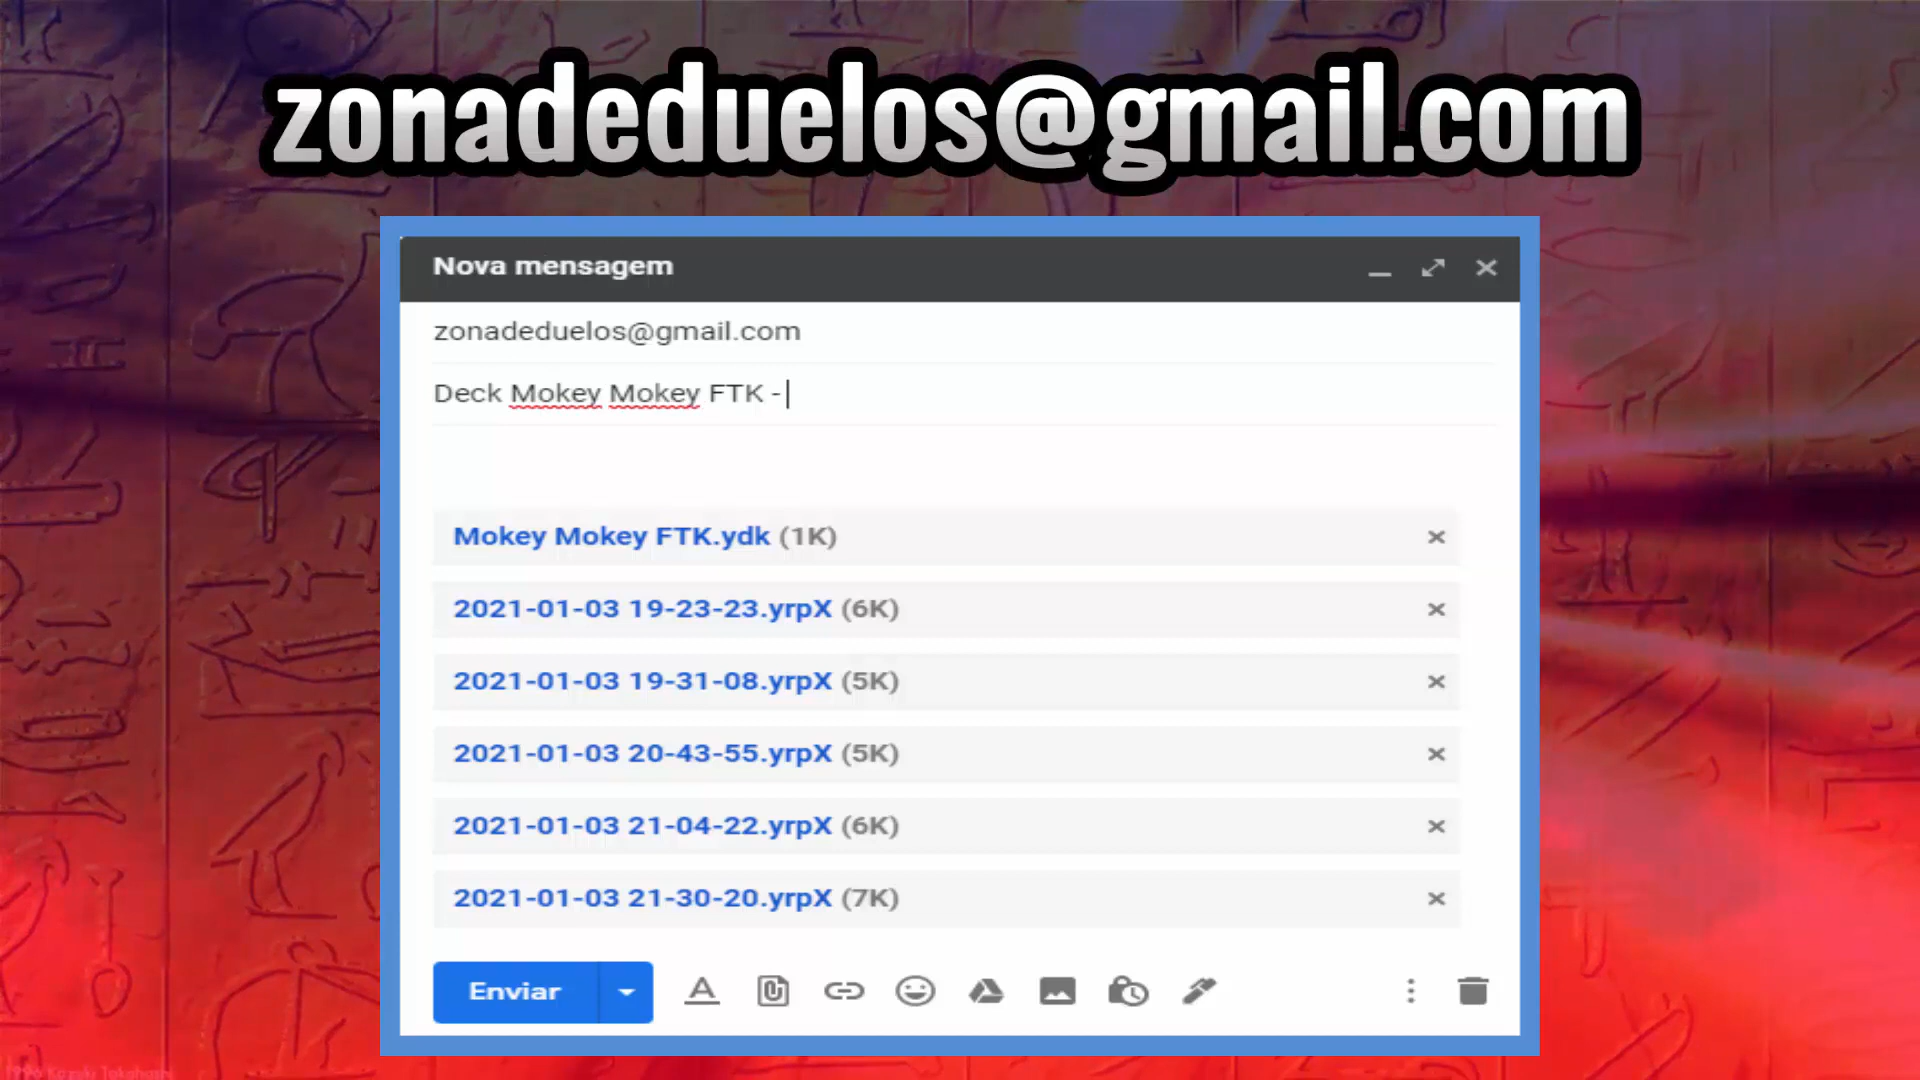 zonadeduelos@gmail.com
Nova mensagem
zonadeduelos@gmail.com
Deck Mokey Mokey FTK -
Mokey Mokey FTK.ydk (1K)
2021-01-03 19-23-23.yrpX (6K)
2021-01-03 19-31-08.yrpX (5K)
2021-01-03 20-43-55.yrpX (5K)
2021-01-03 21-04-22.yrpX (6K)
2021-01-03 21-30-20.yrpX (7K)
Enviar
1996 Kazuki Takahashi